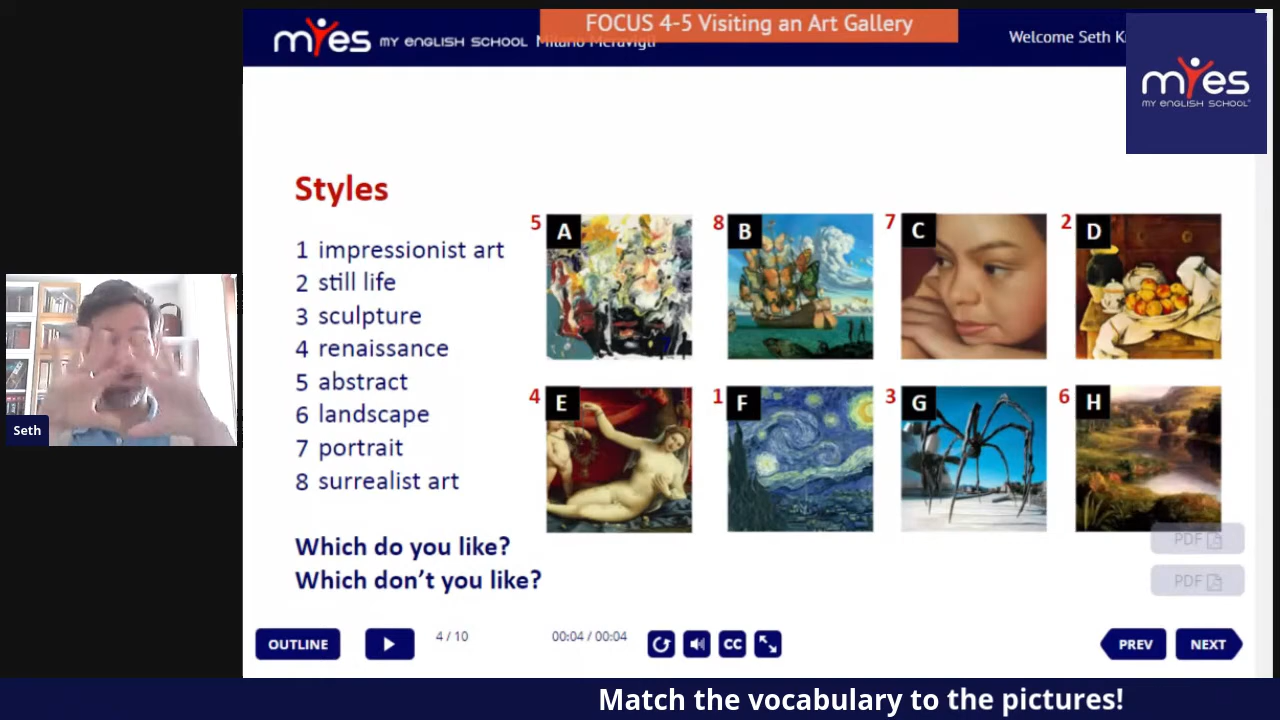 FOCUS 4-5 Visiting an Art Gallery
myes MY ENGLISH SCHOOL Milano Meravigli
Welcome Seth
myes
MY ENGLISH SCHOOL
Styles
1 impressionist art
2 still life
3 sculpture
4 renaissance
5 abstract
6 landscape
7 portrait
8 surrealist art
5 A
8 B
7 C
2 D
4 E
1 F
3 G
6 H
Which do you like?
Which don't you like?
PDF
PDF
Seth
OUTLINE
4 / 10
00:04 / 00:04
CC
PREV
NEXT
Match the vocabulary to the pictures!